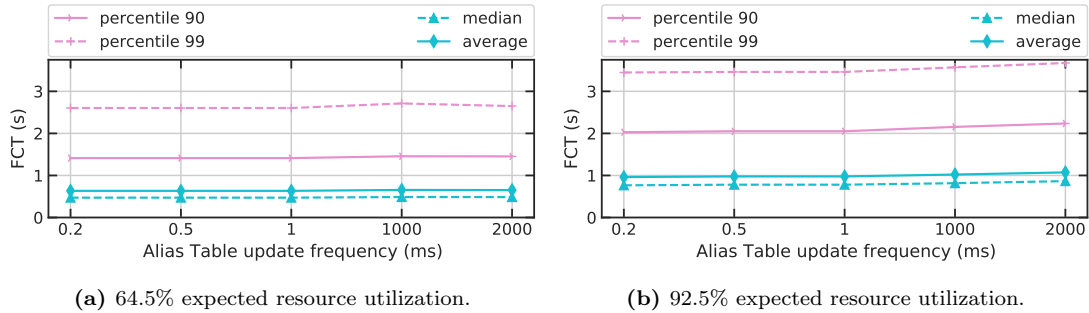 percentile 90
percentile 99
median
average
FCT (s)
3
2
1
0
0.2 0.5 1 1000 2000
Alias Table update frequency (ms)
(a) 64.5% expected resource utilization.
percentile 90
percentile 99
median
average
FCT (s)
3
2
1
0
0.2 0.5 1 1000 2000
Alias Table update frequency (ms)
(b) 92.5% expected resource utilization.